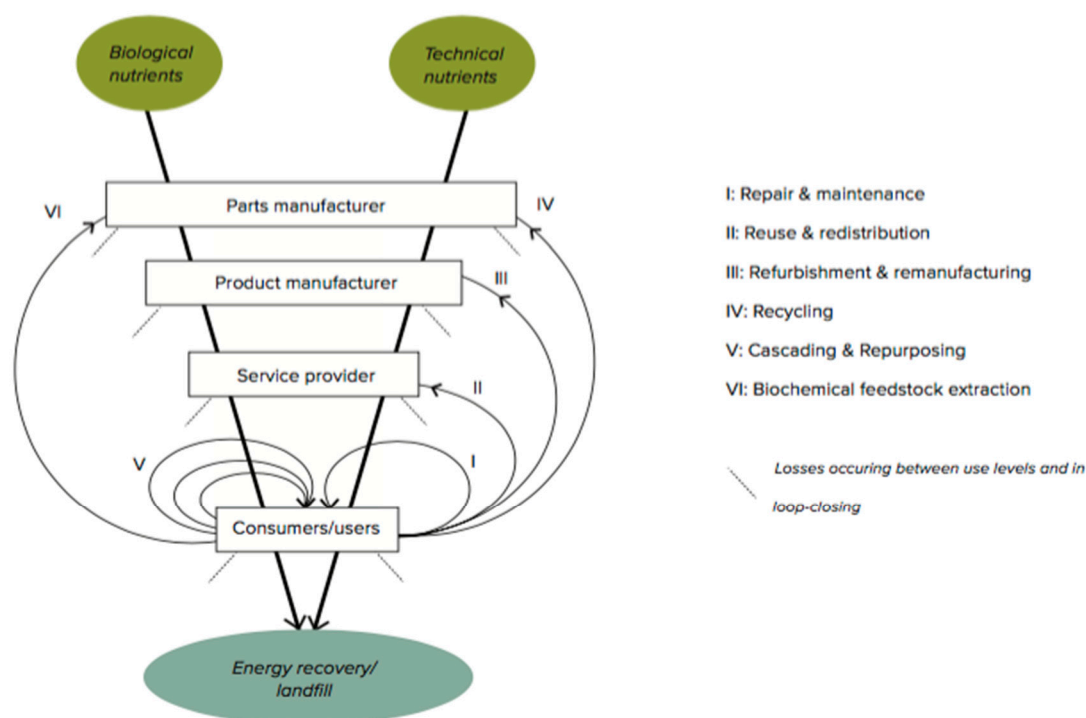 Biological
nutrients
Technical
nutrients
VI
Parts manufacturer
IV
I: Repair & maintenance
II: Reuse & redistribution
Product manufacturer
III
III: Refurbishment & remanufacturing
IV: Recycling
Service provider
II
V: Cascading & Repurposing
VI: Biochemical feedstock extraction
V
I
Consumers/users
Losses occuring between use levels and in
loop-closing
Energy recovery/
landfill